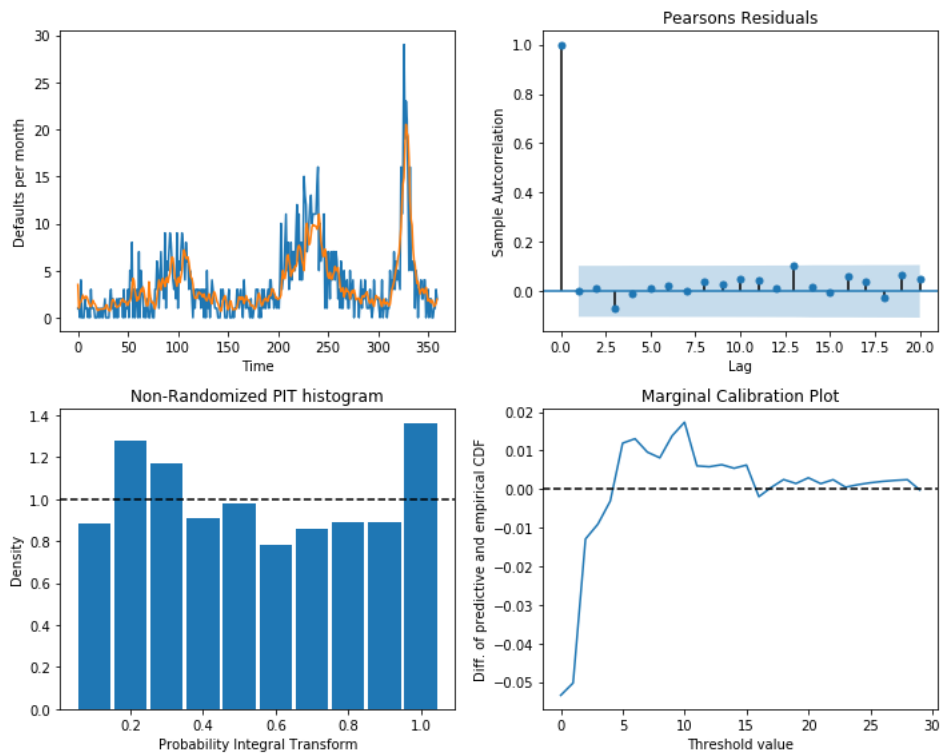 30
25
20
15
10
5
0
Defaults per month
0 50 100 150 200 250 300 350
Time
Pearsons Residuals
1.0
0.8
0.6
0.4
0.2
0.0
Sample Autcorrelation
0.0 2.5 5.0 7.5 10.0 12.5 15.0 17.5 20.0
Lag
Non-Randomized PIT histogram
1.4
1.2
1.0
0.8
0.6
0.4
0.2
0.0
Density
0.2 0.4 0.6 0.8 1.0
Probability Integral Transform
Marginal Calibration Plot
0.02
0.01
0.00
−0.01
−0.02
−0.03
−0.04
−0.05
Diff. of predictive and empirical CDF
0 5 10 15 20 25 30
Threshold value